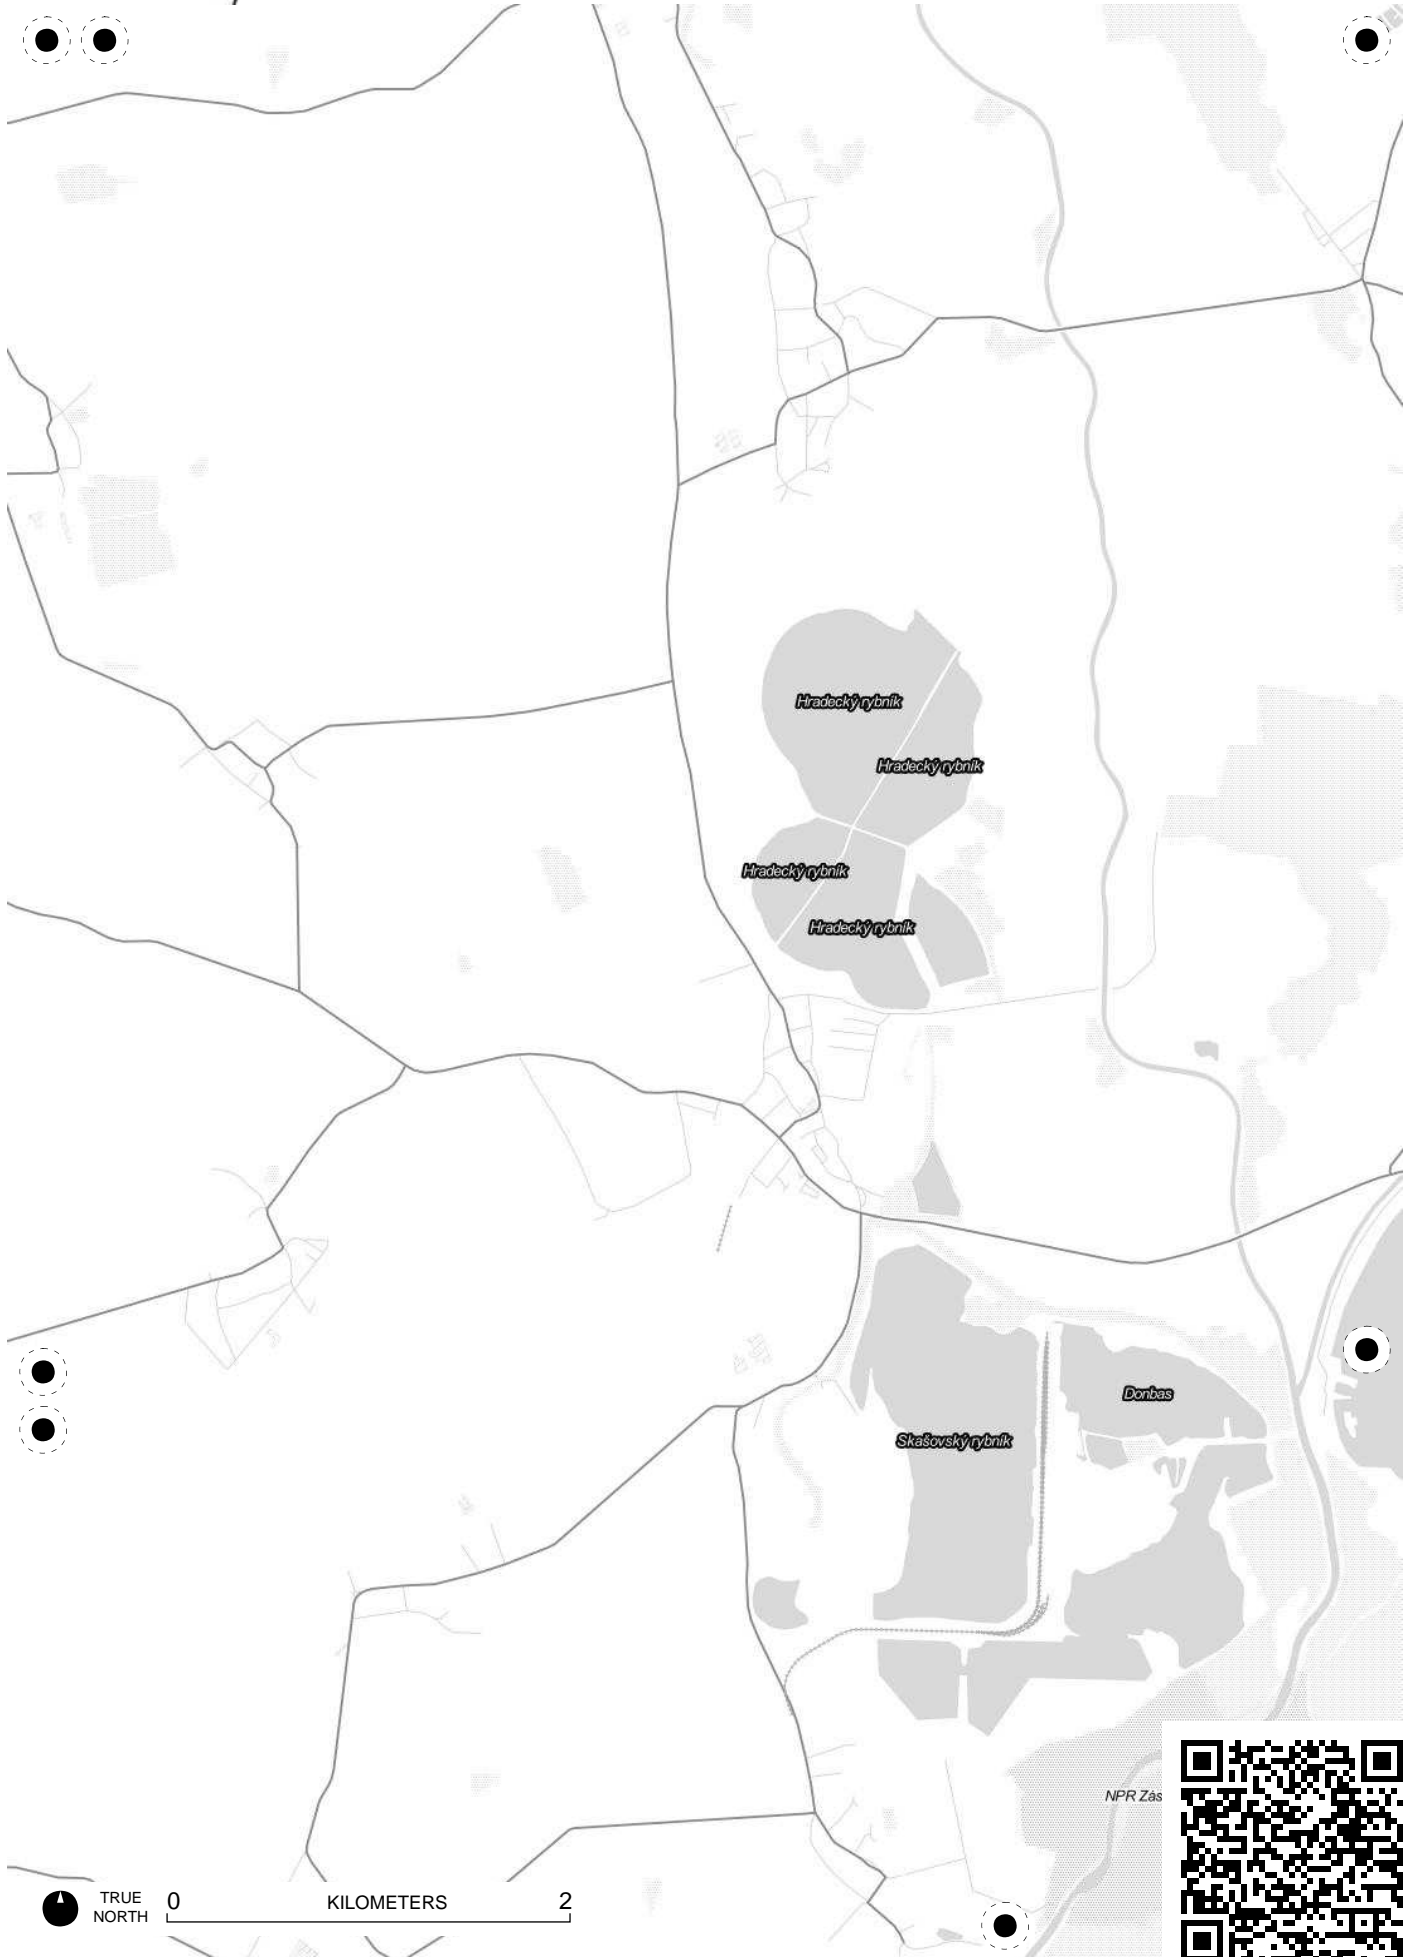 Hradecký rybník
Hradecký rybník
Hradecký rybník
Hradecký rybník
Donbas
Skašovský rybník
NPR Zás
TRUE
NORTH
0
KILOMETERS
2